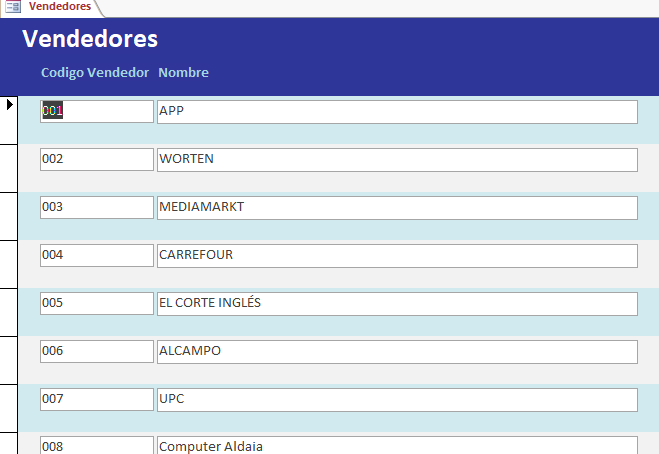 Vendedores
Vendedores
Codigo Vendedor Nombre
001 APP
002 WORTEN
003 MEDIAMARKT
004 CARREFOUR
005 EL CORTE INGLÉS
006 ALCAMPO
007 UPC
008 Computer Aldaia